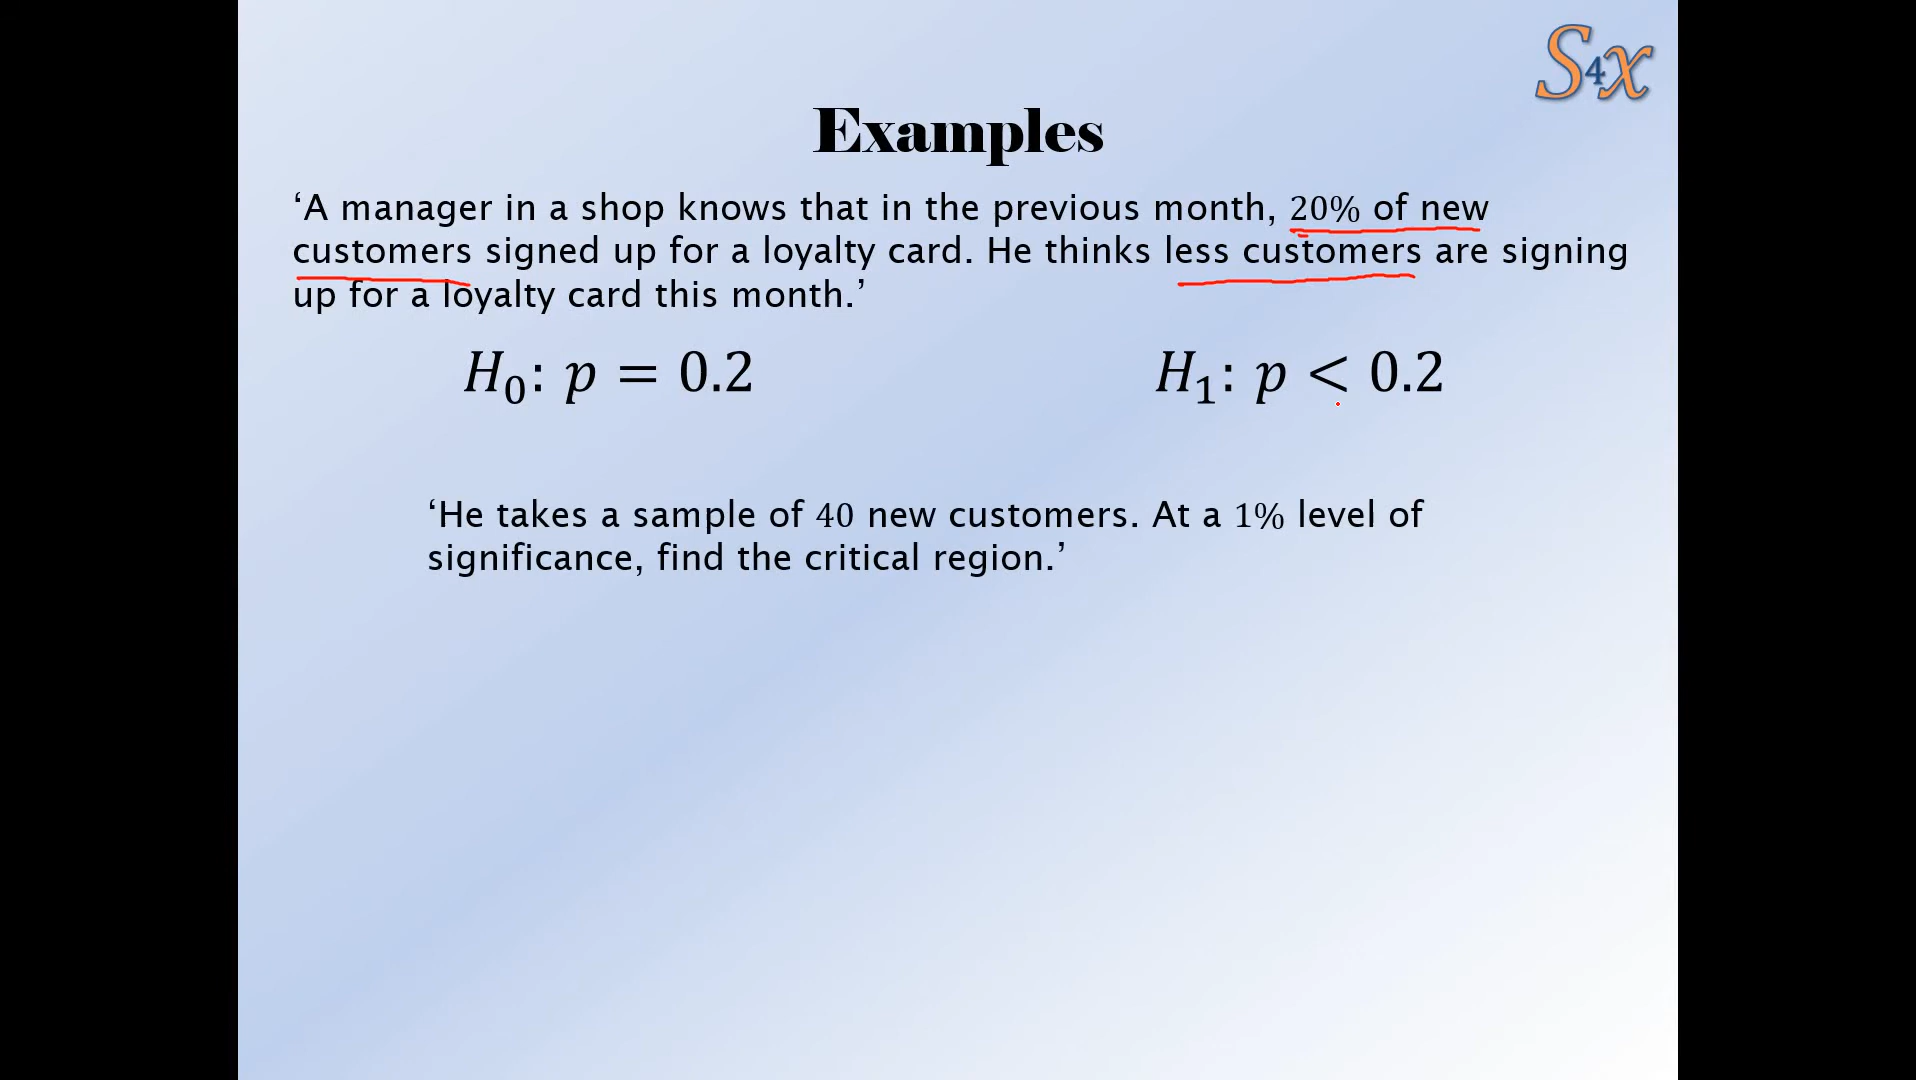 S4x
Examples
‘A manager in a shop knows that in the previous month, 20% of new
customers signed up for a loyalty card. He thinks less customers are signing
up for a loyalty card this month.’
H₀: p = 0.2 H₁: p < 0.2
‘He takes a sample of 40 new customers. At a 1% level of
significance, find the critical region.’